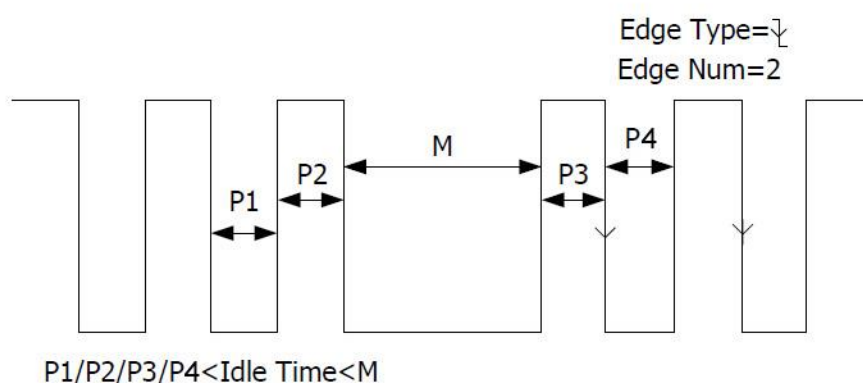 Edge Type=
Edge Num=2
M
P4
P2
P3
P1
P1/P2/P3/P4<Idle Time<M